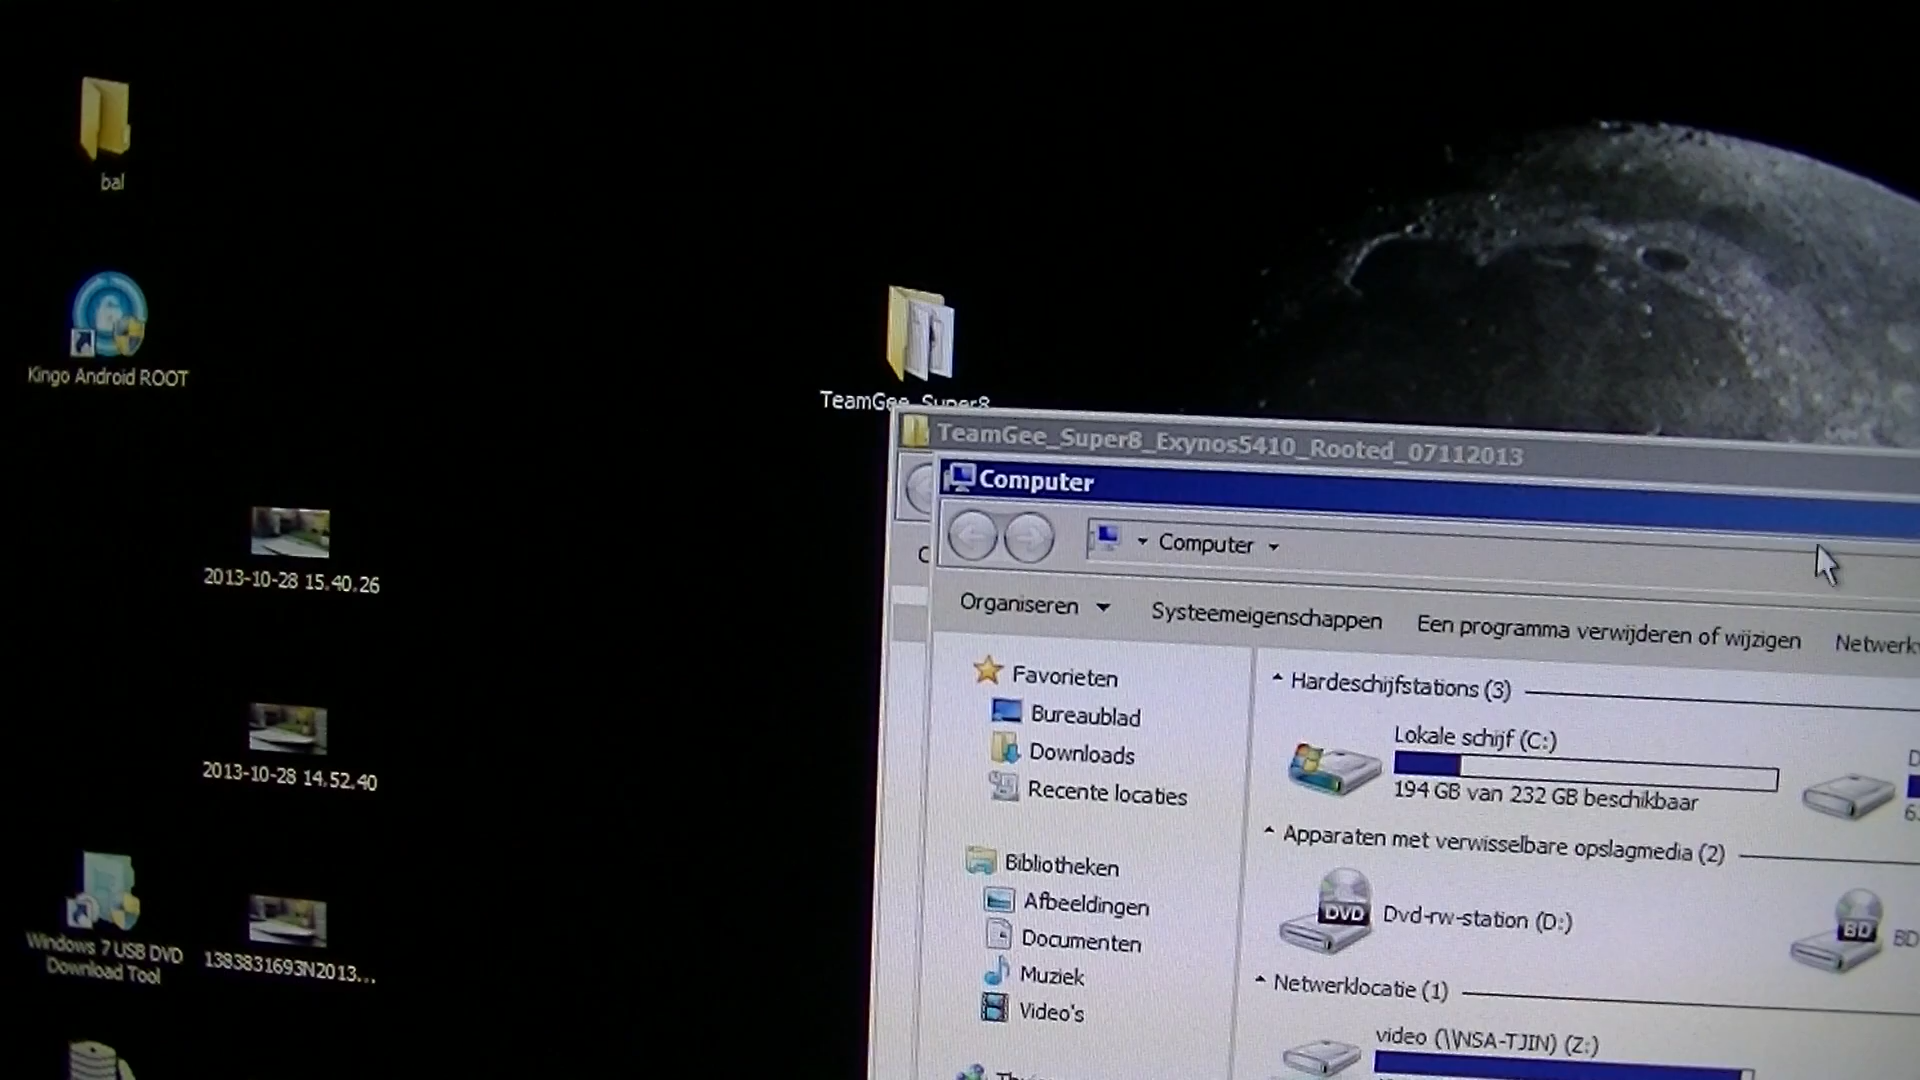 bal
Kingo Android ROOT
2013-10-28 15.40.26
2013-10-28 14.52.40
Windows 7 USB DVD
Download Tool
1383831693N2013...
TeamGee_Super8
TeamGee_Super8_Exynos5410_Rooted_07112013
Computer
Computer
Organiseren
Systeemeigenschappen
Een programma verwijderen of wijzigen
Favorieten
Bureaublad
Downloads
Recente locaties
Bibliotheken
Afbeeldingen
Documenten
Muziek
Video's
Hardeschijfstations (3)
Lokale schijf (C:)
194 GB van 232 GB beschikbaar
Apparaten met verwisselbare opslagmedia (2)
DVD
Dvd-rw-station (D:)
BD
BD
Netwerklocatie (1)
video (\\NSA-TJIN) (Z:)